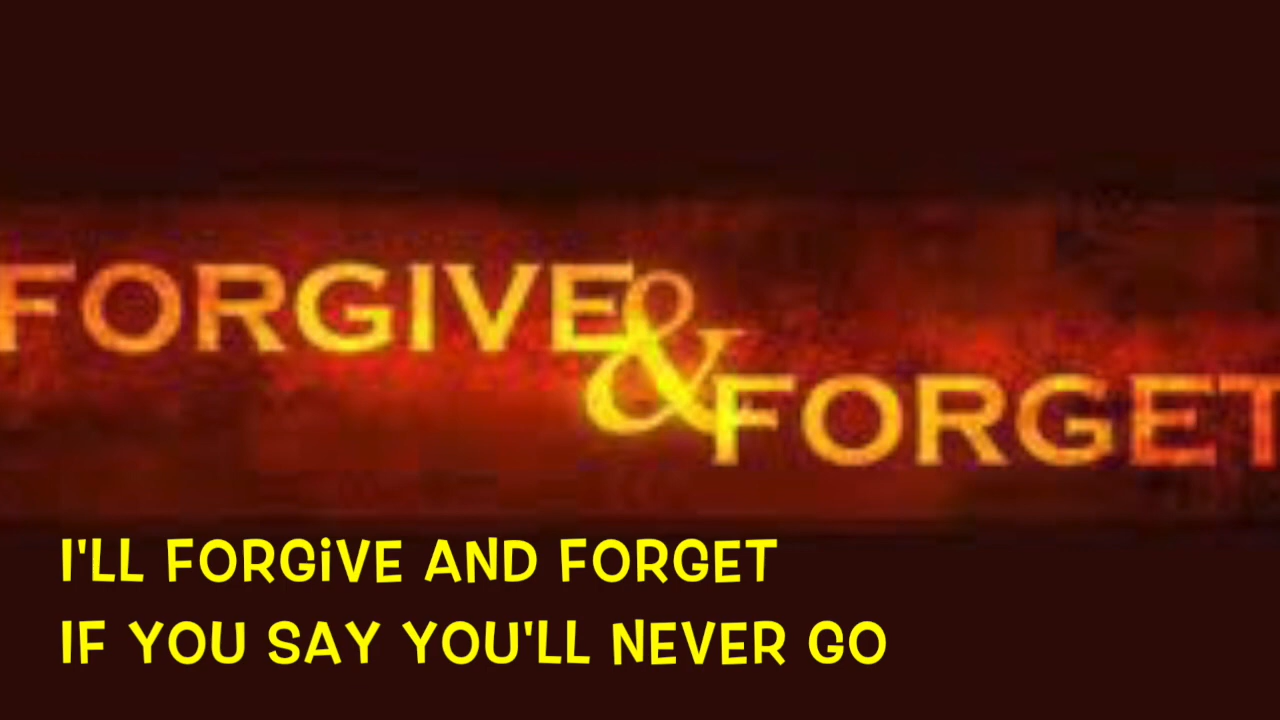 FORGIVE
&
FORGET
I'LL FORGiVE AND FORGET
IF YOU SAY YOU'LL NEVER GO